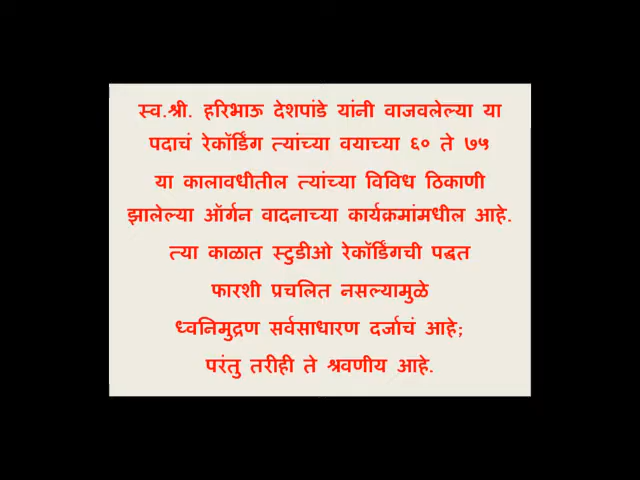 स्व.श्री. हरिभाऊ देशपांडे यांनी वाजवलेल्या या
पदाचं रेकॉर्डिंग त्यांच्या वयाच्या ६० ते ७५
या कालावधीतील त्यांच्या विविध ठिकाणी
झालेल्या ऑर्गन वादनाच्या कार्यक्रमांमधील आहे.
त्या काळात स्टुडीओ रेकॉर्डिंगची पद्धत
फारशी प्रचलित नसल्यामुळे
ध्वनिमुद्रण सर्वसाधारण दर्जाचं आहे;
परंतु तरीही ते श्रवणीय आहे.